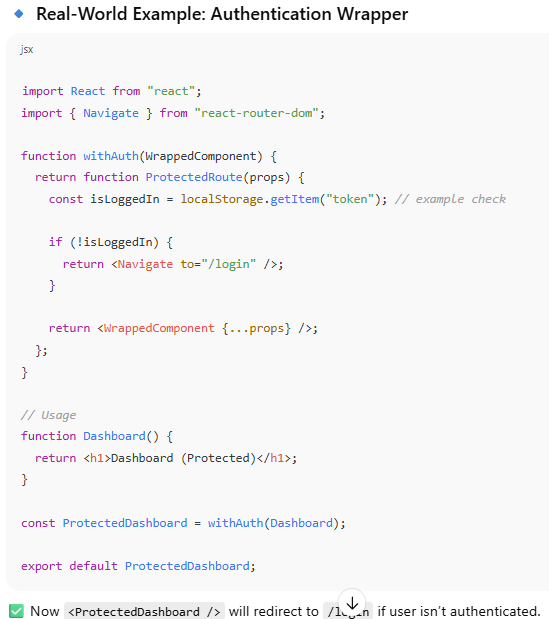 Real-World Example: Authentication Wrapper
jsx
import React from "react";
import { Navigate } from "react-router-dom";
function withAuth(WrappedComponent) {
  return function ProtectedRoute(props) {
    const isLoggedIn = localStorage.getItem("token"); // example check
    if (!isLoggedIn) {
      return <Navigate to="/login" />;
    }
    return <WrappedComponent {...props} />;
  };
}
// Usage
function Dashboard() {
  return <h1>Dashboard (Protected)</h1>;
}
const ProtectedDashboard = withAuth(Dashboard);
export default ProtectedDashboard;
✅ Now <ProtectedDashboard /> will redirect to /login if user isn’t authenticated.